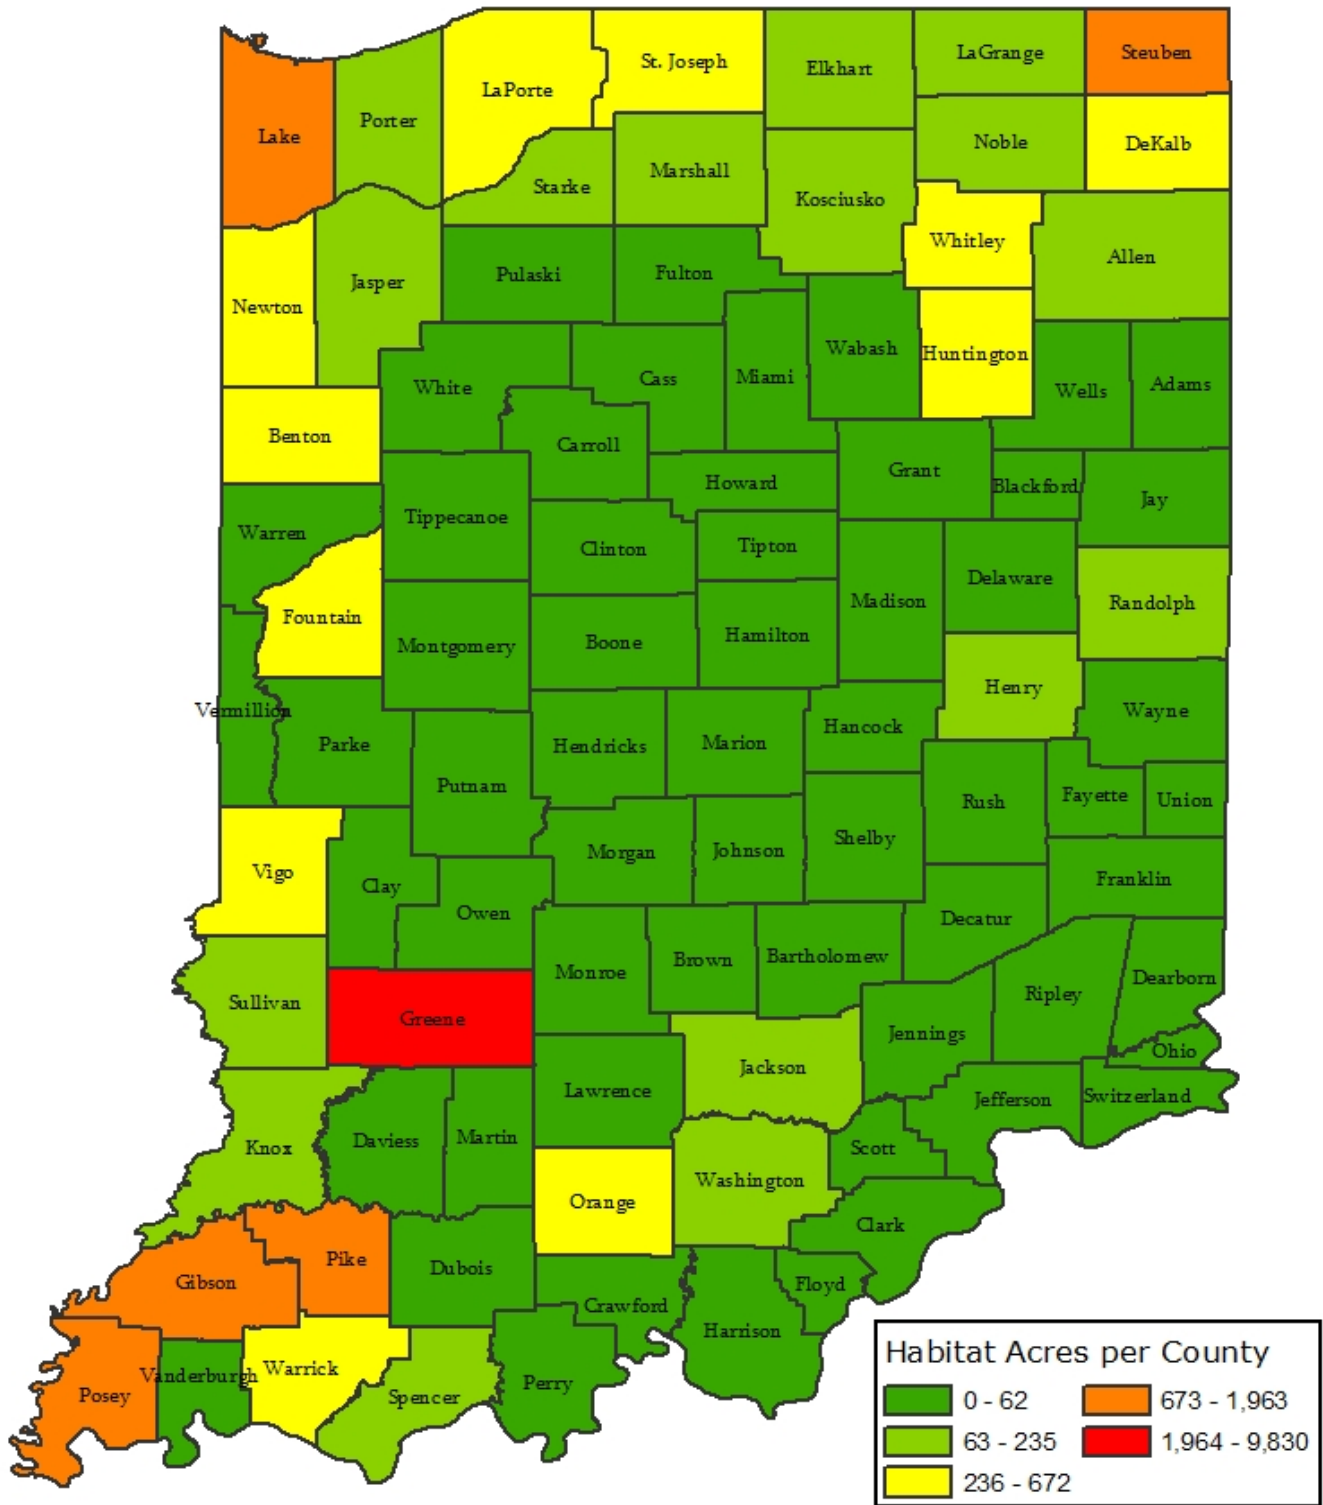 Steuben
LaGrange
St. Joseph
Elkhart
LaPorte
Porter
Lake
Noble
DeKalb
Marshall
Starke
Kosciusko
Whitley
Allen
Jasper
Pulaski
Fulton
Newton
Wabash
Huntington
White
Cass
Miami
Wells
Adams
Benton
Carroll
Grant
Howard
Blackford
Jay
Warren
Tippecanoe
Clinton
Tipton
Delaware
Madison
Randolph
Fountain
Montgomery
Boone
Hamilton
Henry
Vermillion
Wayne
Parke
Hendricks
Marion
Hancock
Putnam
Rush
Fayette
Union
Vigo
Morgan
Johnson
Shelby
Clay
Franklin
Owen
Decatur
Monroe
Brown
Bartholomew
Dearborn
Sullivan
Greene
Ripley
Jennings
Ohio
Jackson
Lawrence
Jefferson
Switzerland
Knox
Daviess
Martin
Scott
Washington
Orange
Clark
Pike
Dubois
Gibson
Floyd
Crawford
Harrison
Posey
Vanderburgh
Warrick
Spencer
Perry
Habitat Acres per County
0 - 62
673 - 1,963
63 - 235
1,964 - 9,830
236 - 672